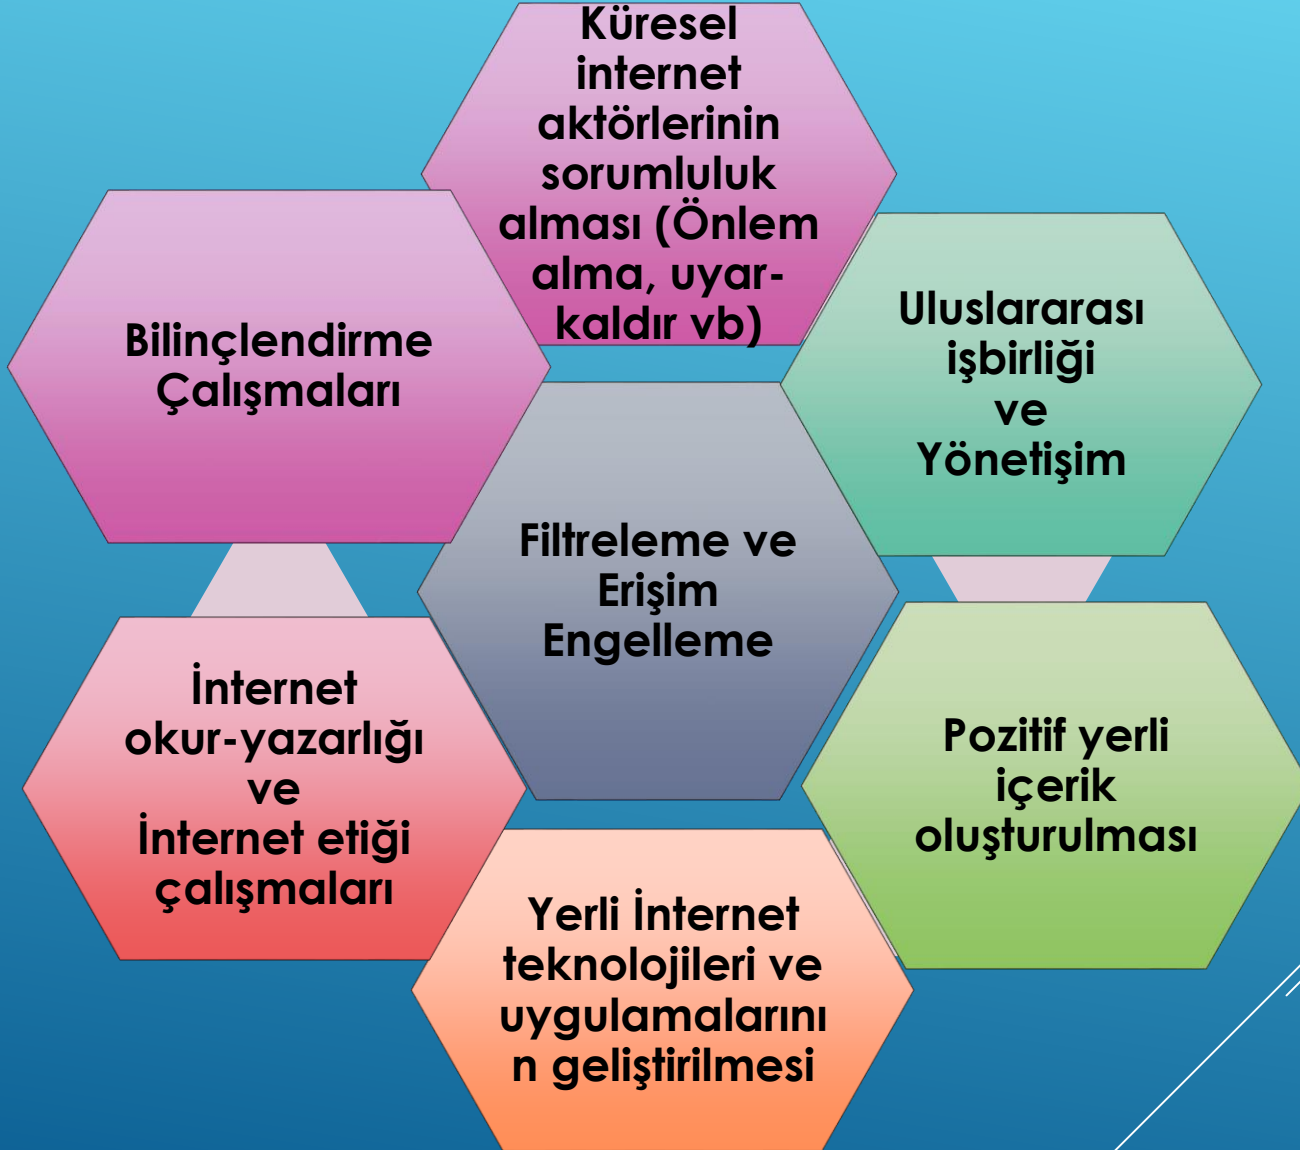 Küresel
internet
aktörlerinin
sorumluluk
alması (Önlem
alma, uyar-
kaldır vb)
Bilinçlendirme
Çalışmaları
Uluslararası
işbirliği
ve
Yönetişim
Filtreleme ve
Erişim
Engelleme
İnternet
okur-yazarlığı
ve
İnternet etiği
çalışmaları
Pozitif yerli
içerik
oluşturulması
Yerli İnternet
teknolojileri ve
uygulamalarını
n geliştirilmesi